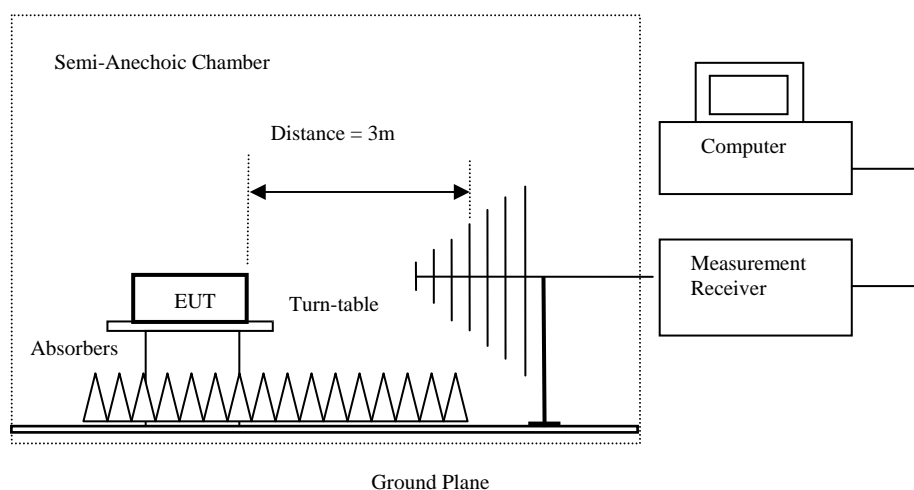 Semi-Anechoic Chamber
Distance = 3m
Computer
Measurement
Receiver
EUT
Turn-table
Absorbers
Ground Plane